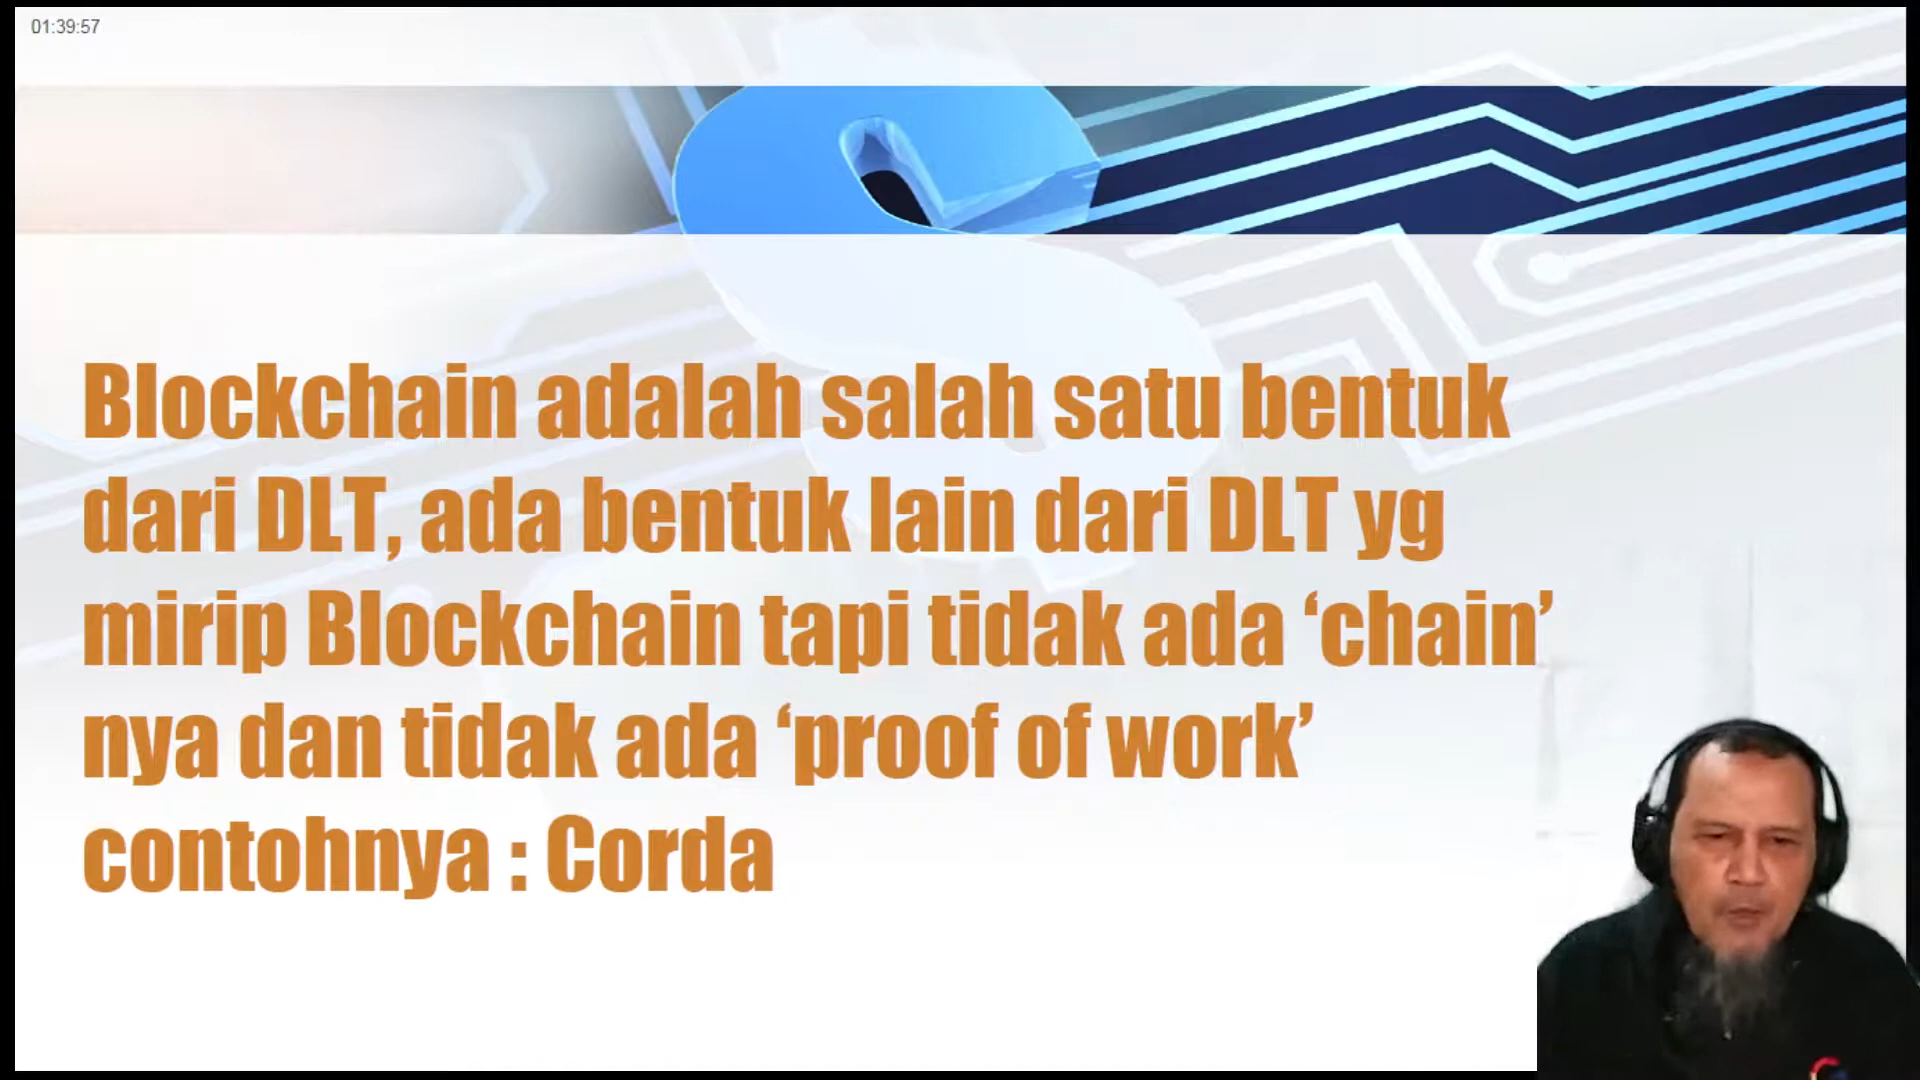 01:39:57
Blockchain adalah salah satu bentuk
dari DLT, ada bentuk lain dari DLT yg
mirip Blockchain tapi tidak ada ‘chain’
nya dan tidak ada ‘proof of work’
contohnya : Corda